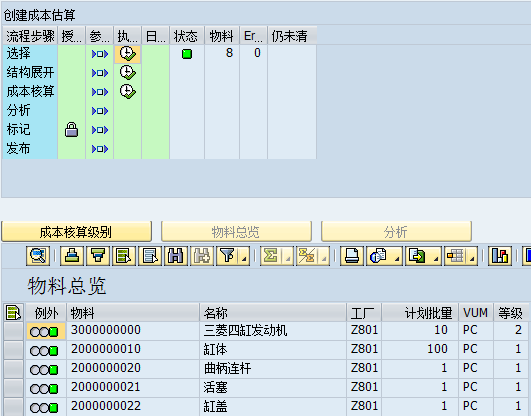 创建成本估算
流程步骤 授... 参... 执... 日... 状态 物料 Er... 仍未清
选择 8 0
结构展开
成本核算
分析
标记
发布
成本核算级别 物料总览 分析
物料总览
例外 物料 名称 工厂 计划批量 VUM 等级
3000000000 三菱四缸发动机 Z801 10 PC 2
2000000010 缸体 Z801 100 PC 1
2000000020 曲柄连杆 Z801 1 PC 1
2000000021 活塞 Z801 1 PC 1
2000000022 缸盖 Z801 1 PC 1